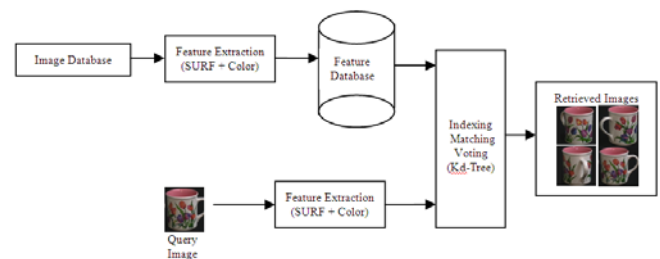 Image Database
Feature Extraction
(SURF + Color)
Feature
Database
Indexing
Matching
Voting
(Kd-Tree)
Retrieved Images
Query
Image
Feature Extraction
(SURF + Color)